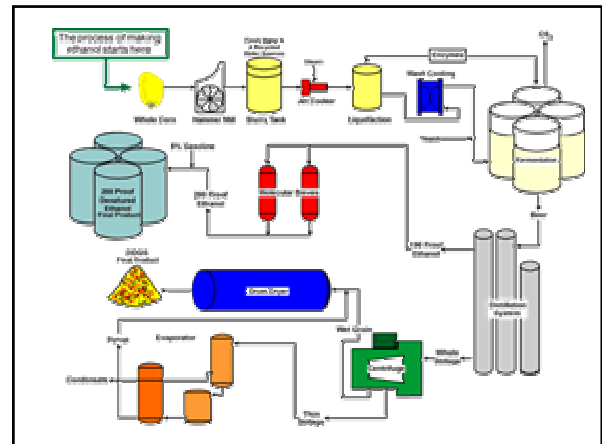 The process of making
ethanol starts here
Whole Corn
Hammer Mill
Slurry Tank
Steam
Jet Cooker
Liquefaction
Enzymes
Mash Cooling
CO₂
Yeast
Fermentation
Beer
Distillation
System
190 Proof
Ethanol
Molecular Sieves
200 Proof
Ethanol
5% Gasoline
200 Proof
Denatured
Ethanol
Final Product
DDGS
Final Product
Drum Dryer
Wet Grain
Centrifuge
Whole
Stillage
Thin
Stillage
Evaporator
Syrup
Condensate